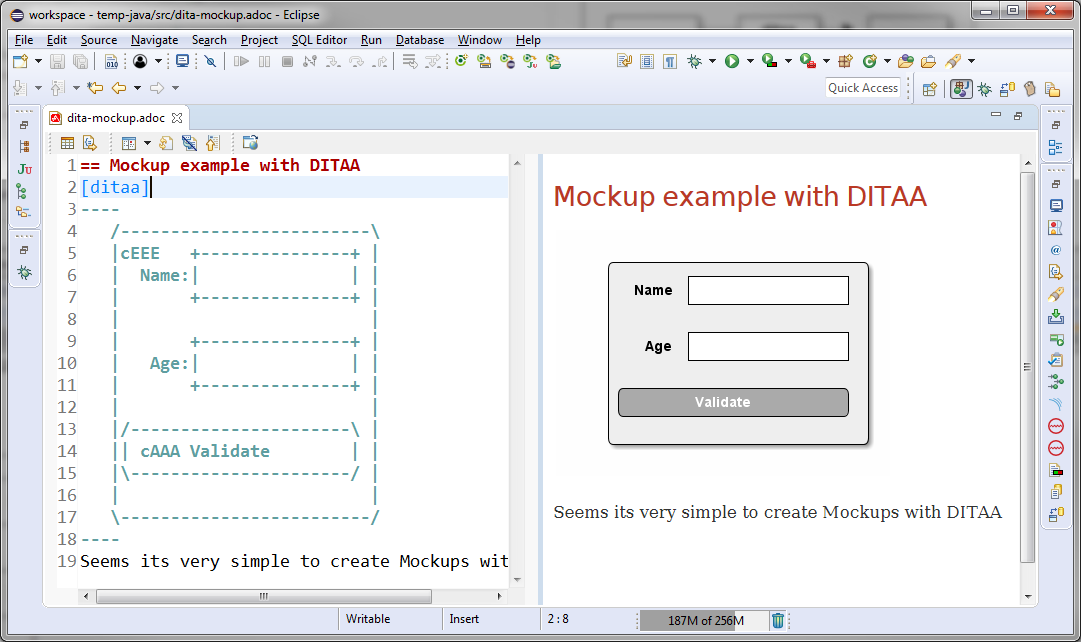 workspace - temp-java/src/dita-mockup.adoc - Eclipse
File Edit Source Navigate Search Project SQL Editor Run Database Window Help
010
Quick Access
dita-mockup.adoc
Ju
@
1 == Mockup example with DITAA
2 [ditaa]
3 ----
4    /-------------------------\
5    |cEEE   +---------------+ |
6    |  Name:|               | |
7    |       +---------------+ |
8    |                         |
9    |       +---------------+ |
10    |   Age:|               | |
11    |       +---------------+ |
12    |                         |
13    |/----------------------\ |
14    || cAAA Validate        | |
15    |\----------------------/ |
16    |                         |
17    \-------------------------/
18 ----
19 Seems its very simple to create Mockups wit
Mockup example with DITAA
Name
Age
Validate
Seems its very simple to create Mockups with DITAA
Writable Insert 2 : 8 187M of 256M